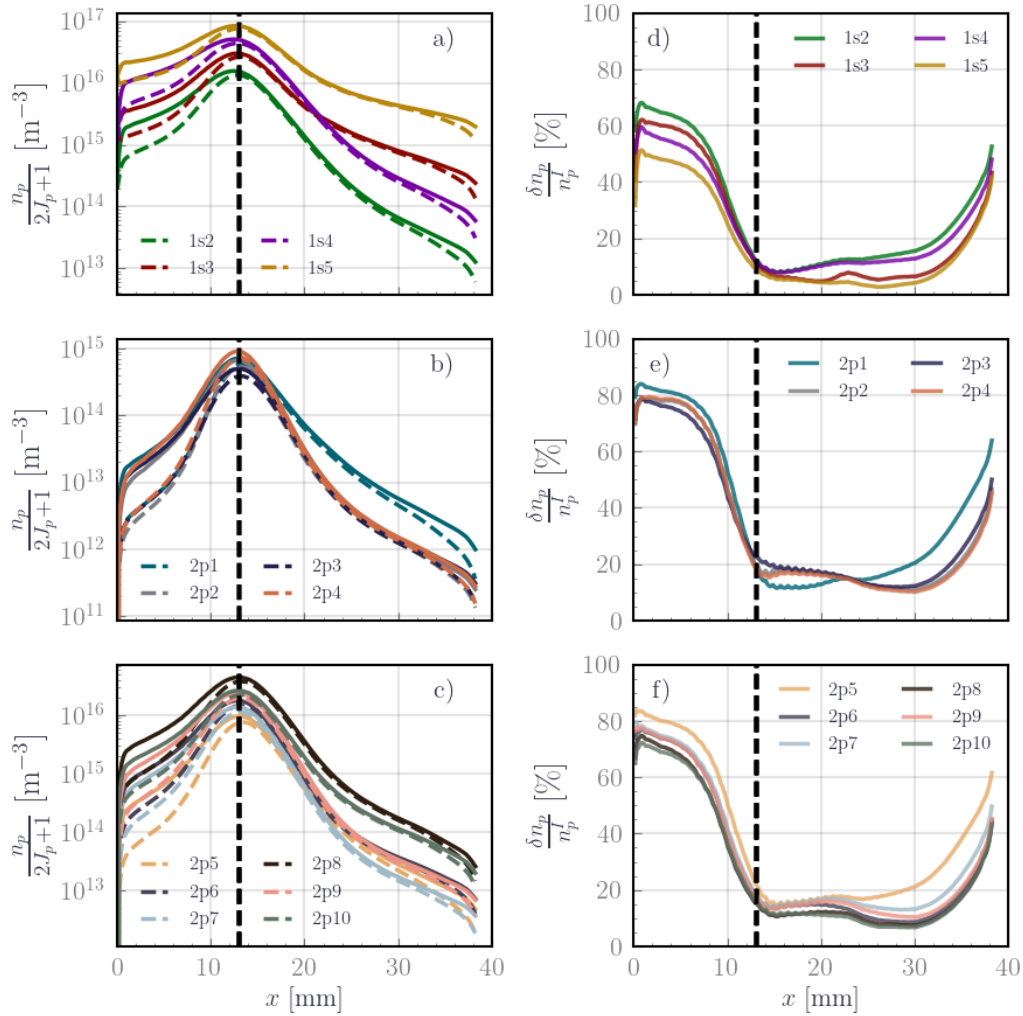 a)
10^17
10^16
10^15
10^14
10^13
n_p / 2J_p+1 [m^−3]
1s2 1s4
1s3 1s5
d)
100
80
60
40
20
0
δn_p / n_p^I [%]
1s2 1s4
1s3 1s5
b)
10^15
10^14
10^13
10^12
10^11
n_p / 2J_p+1 [m^−3]
2p1 2p3
2p2 2p4
e)
100
80
60
40
20
0
δn_p / n_p^I [%]
2p1 2p3
2p2 2p4
c)
10^16
10^15
10^14
10^13
n_p / 2J_p+1 [m^−3]
2p5 2p8
2p6 2p9
2p7 2p10
0 10 20 30 40
x [mm]
f)
100
80
60
40
20
0
δn_p / n_p^I [%]
2p5 2p8
2p6 2p9
2p7 2p10
0 10 20 30 40
x [mm]